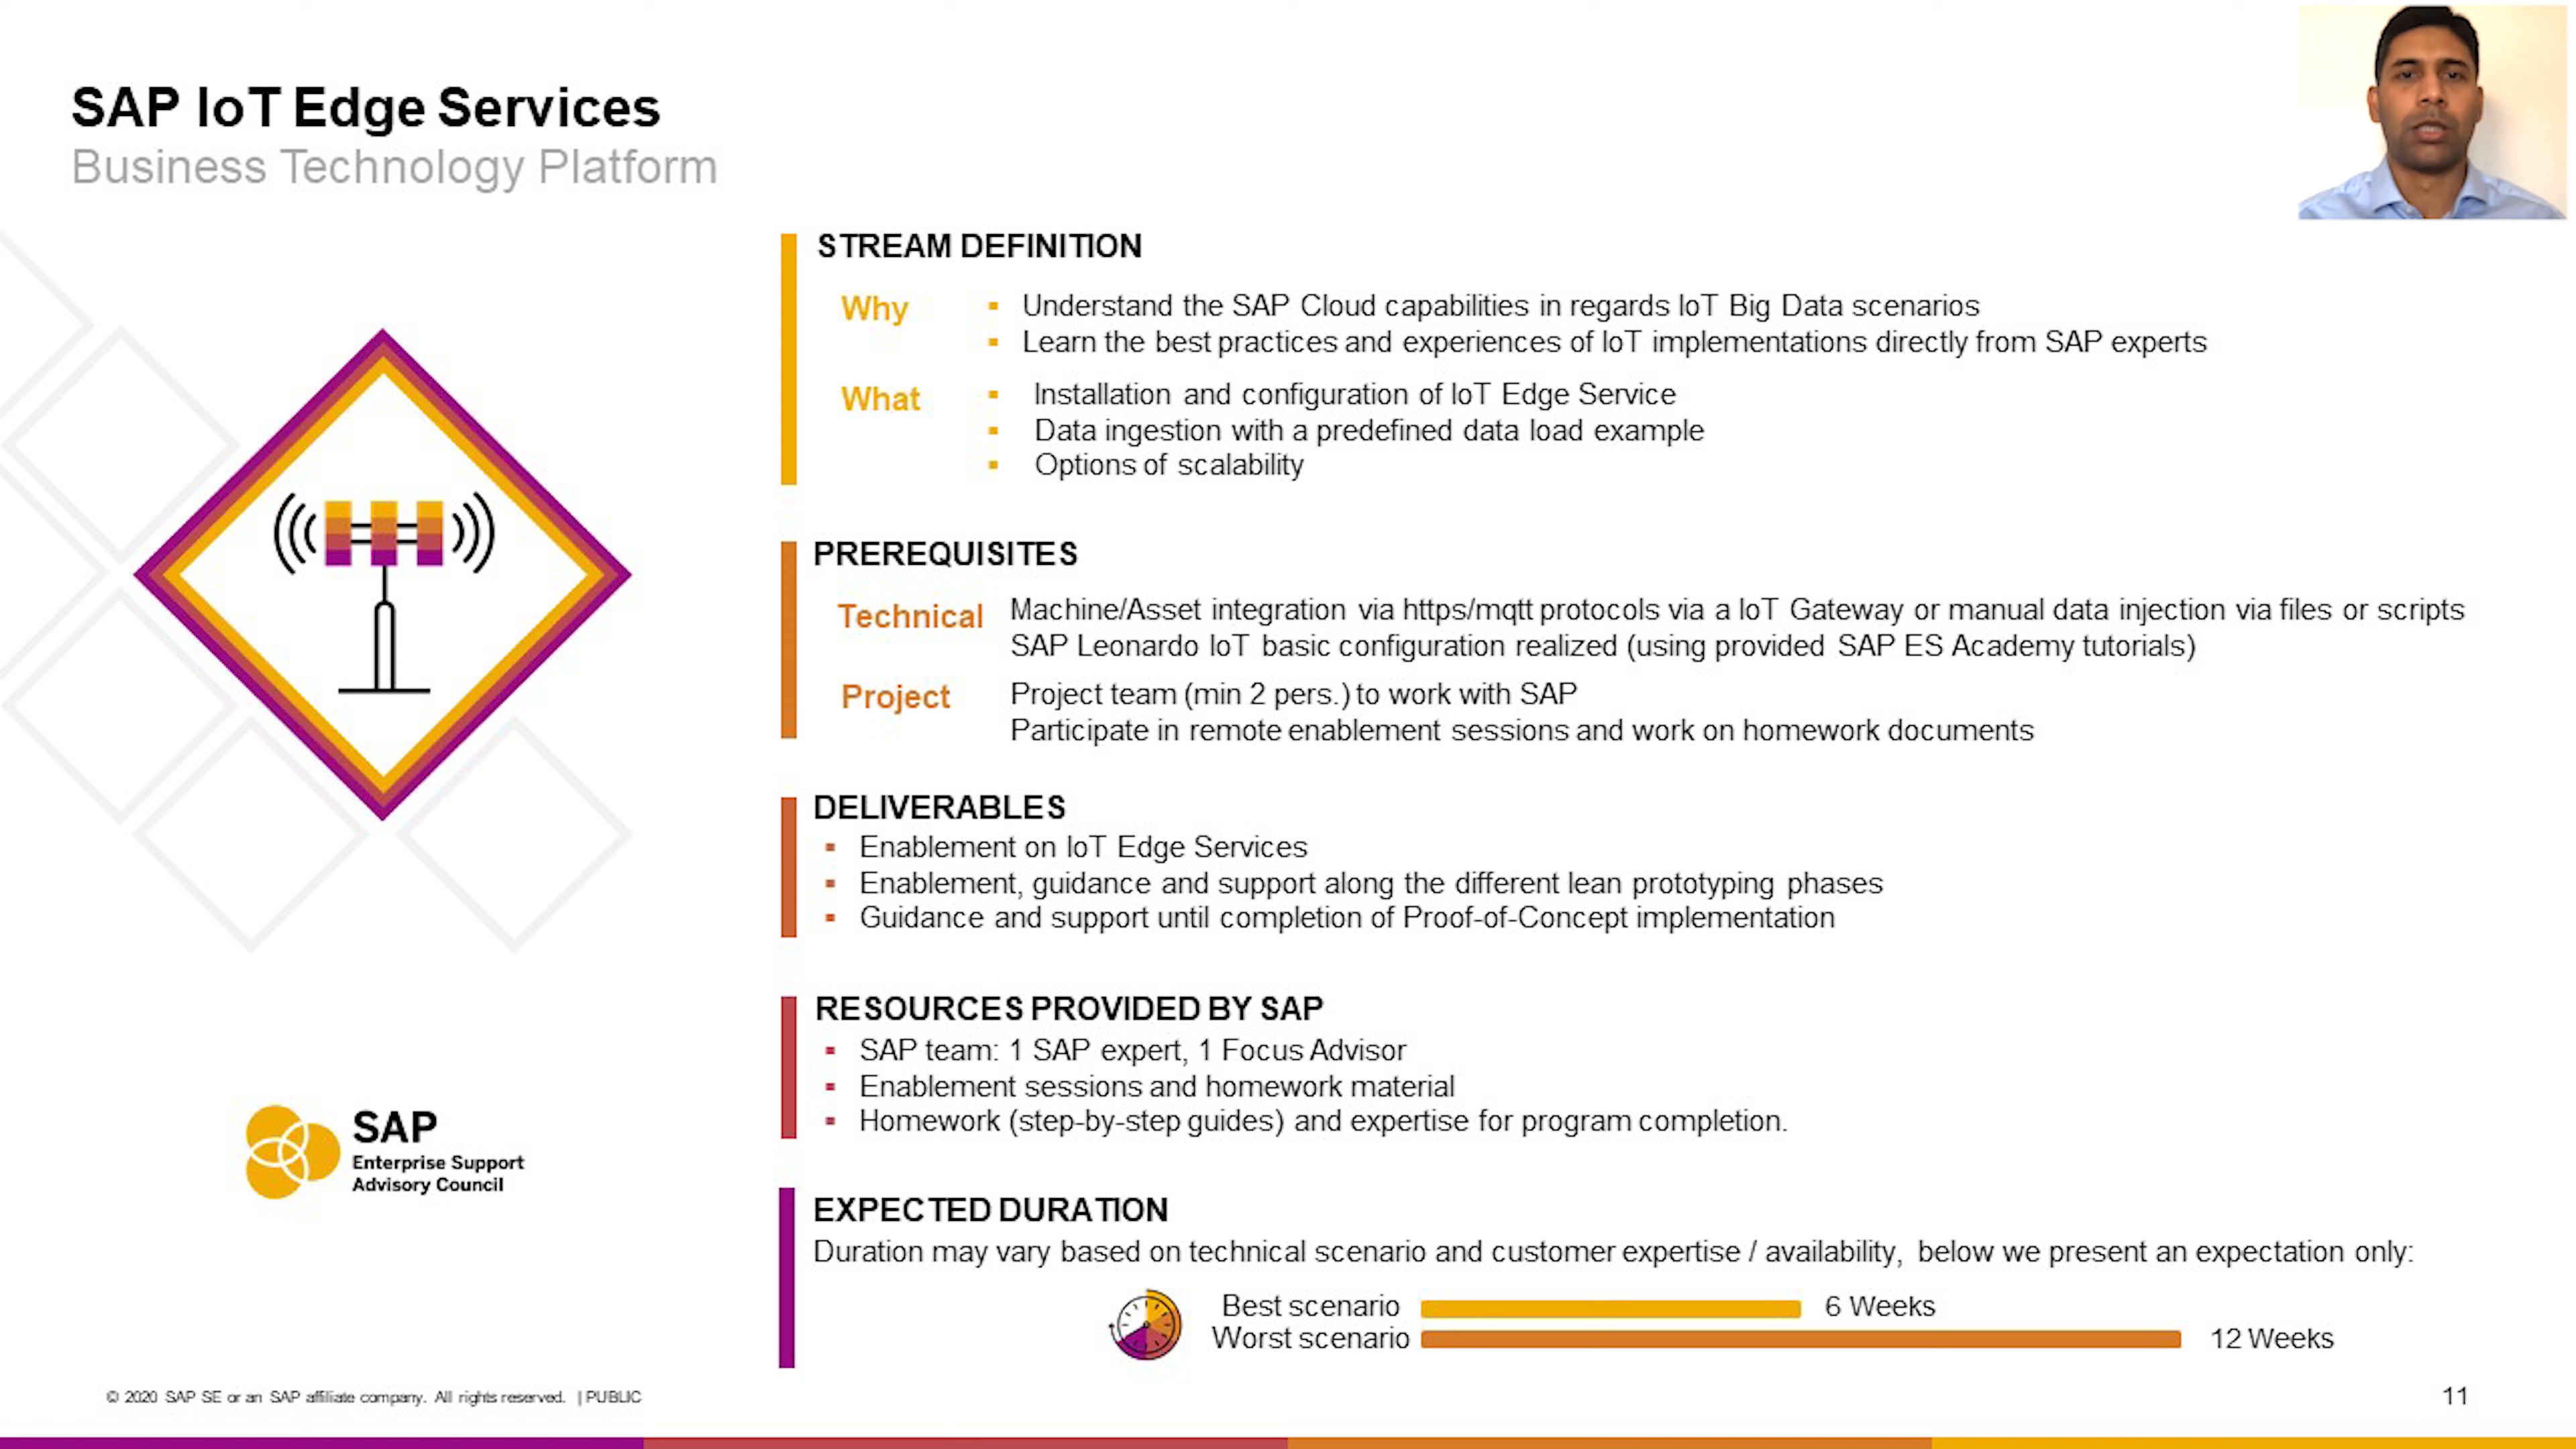 SAP IoT Edge Services
Business Technology Platform
STREAM DEFINITION
Why
▪ Understand the SAP Cloud capabilities in regards IoT Big Data scenarios
▪ Learn the best practices and experiences of IoT implementations directly from SAP experts
What
▪ Installation and configuration of IoT Edge Service
▪ Data ingestion with a predefined data load example
▪ Options of scalability
PREREQUISITES
Technical
Machine/Asset integration via https/mqtt protocols via a IoT Gateway or manual data injection via files or scripts
SAP Leonardo IoT basic configuration realized (using provided SAP ES Academy tutorials)
Project
Project team (min 2 pers.) to work with SAP
Participate in remote enablement sessions and work on homework documents
DELIVERABLES
▪ Enablement on IoT Edge Services
▪ Enablement, guidance and support along the different lean prototyping phases
▪ Guidance and support until completion of Proof-of-Concept implementation
RESOURCES PROVIDED BY SAP
▪ SAP team: 1 SAP expert, 1 Focus Advisor
▪ Enablement sessions and homework material
▪ Homework (step-by-step guides) and expertise for program completion.
SAP
Enterprise Support
Advisory Council
EXPECTED DURATION
Duration may vary based on technical scenario and customer expertise / availability, below we present an expectation only:
Best scenario 6 Weeks
Worst scenario 12 Weeks
© 2020 SAP SE or an SAP affiliate company. All rights reserved. | PUBLIC
11